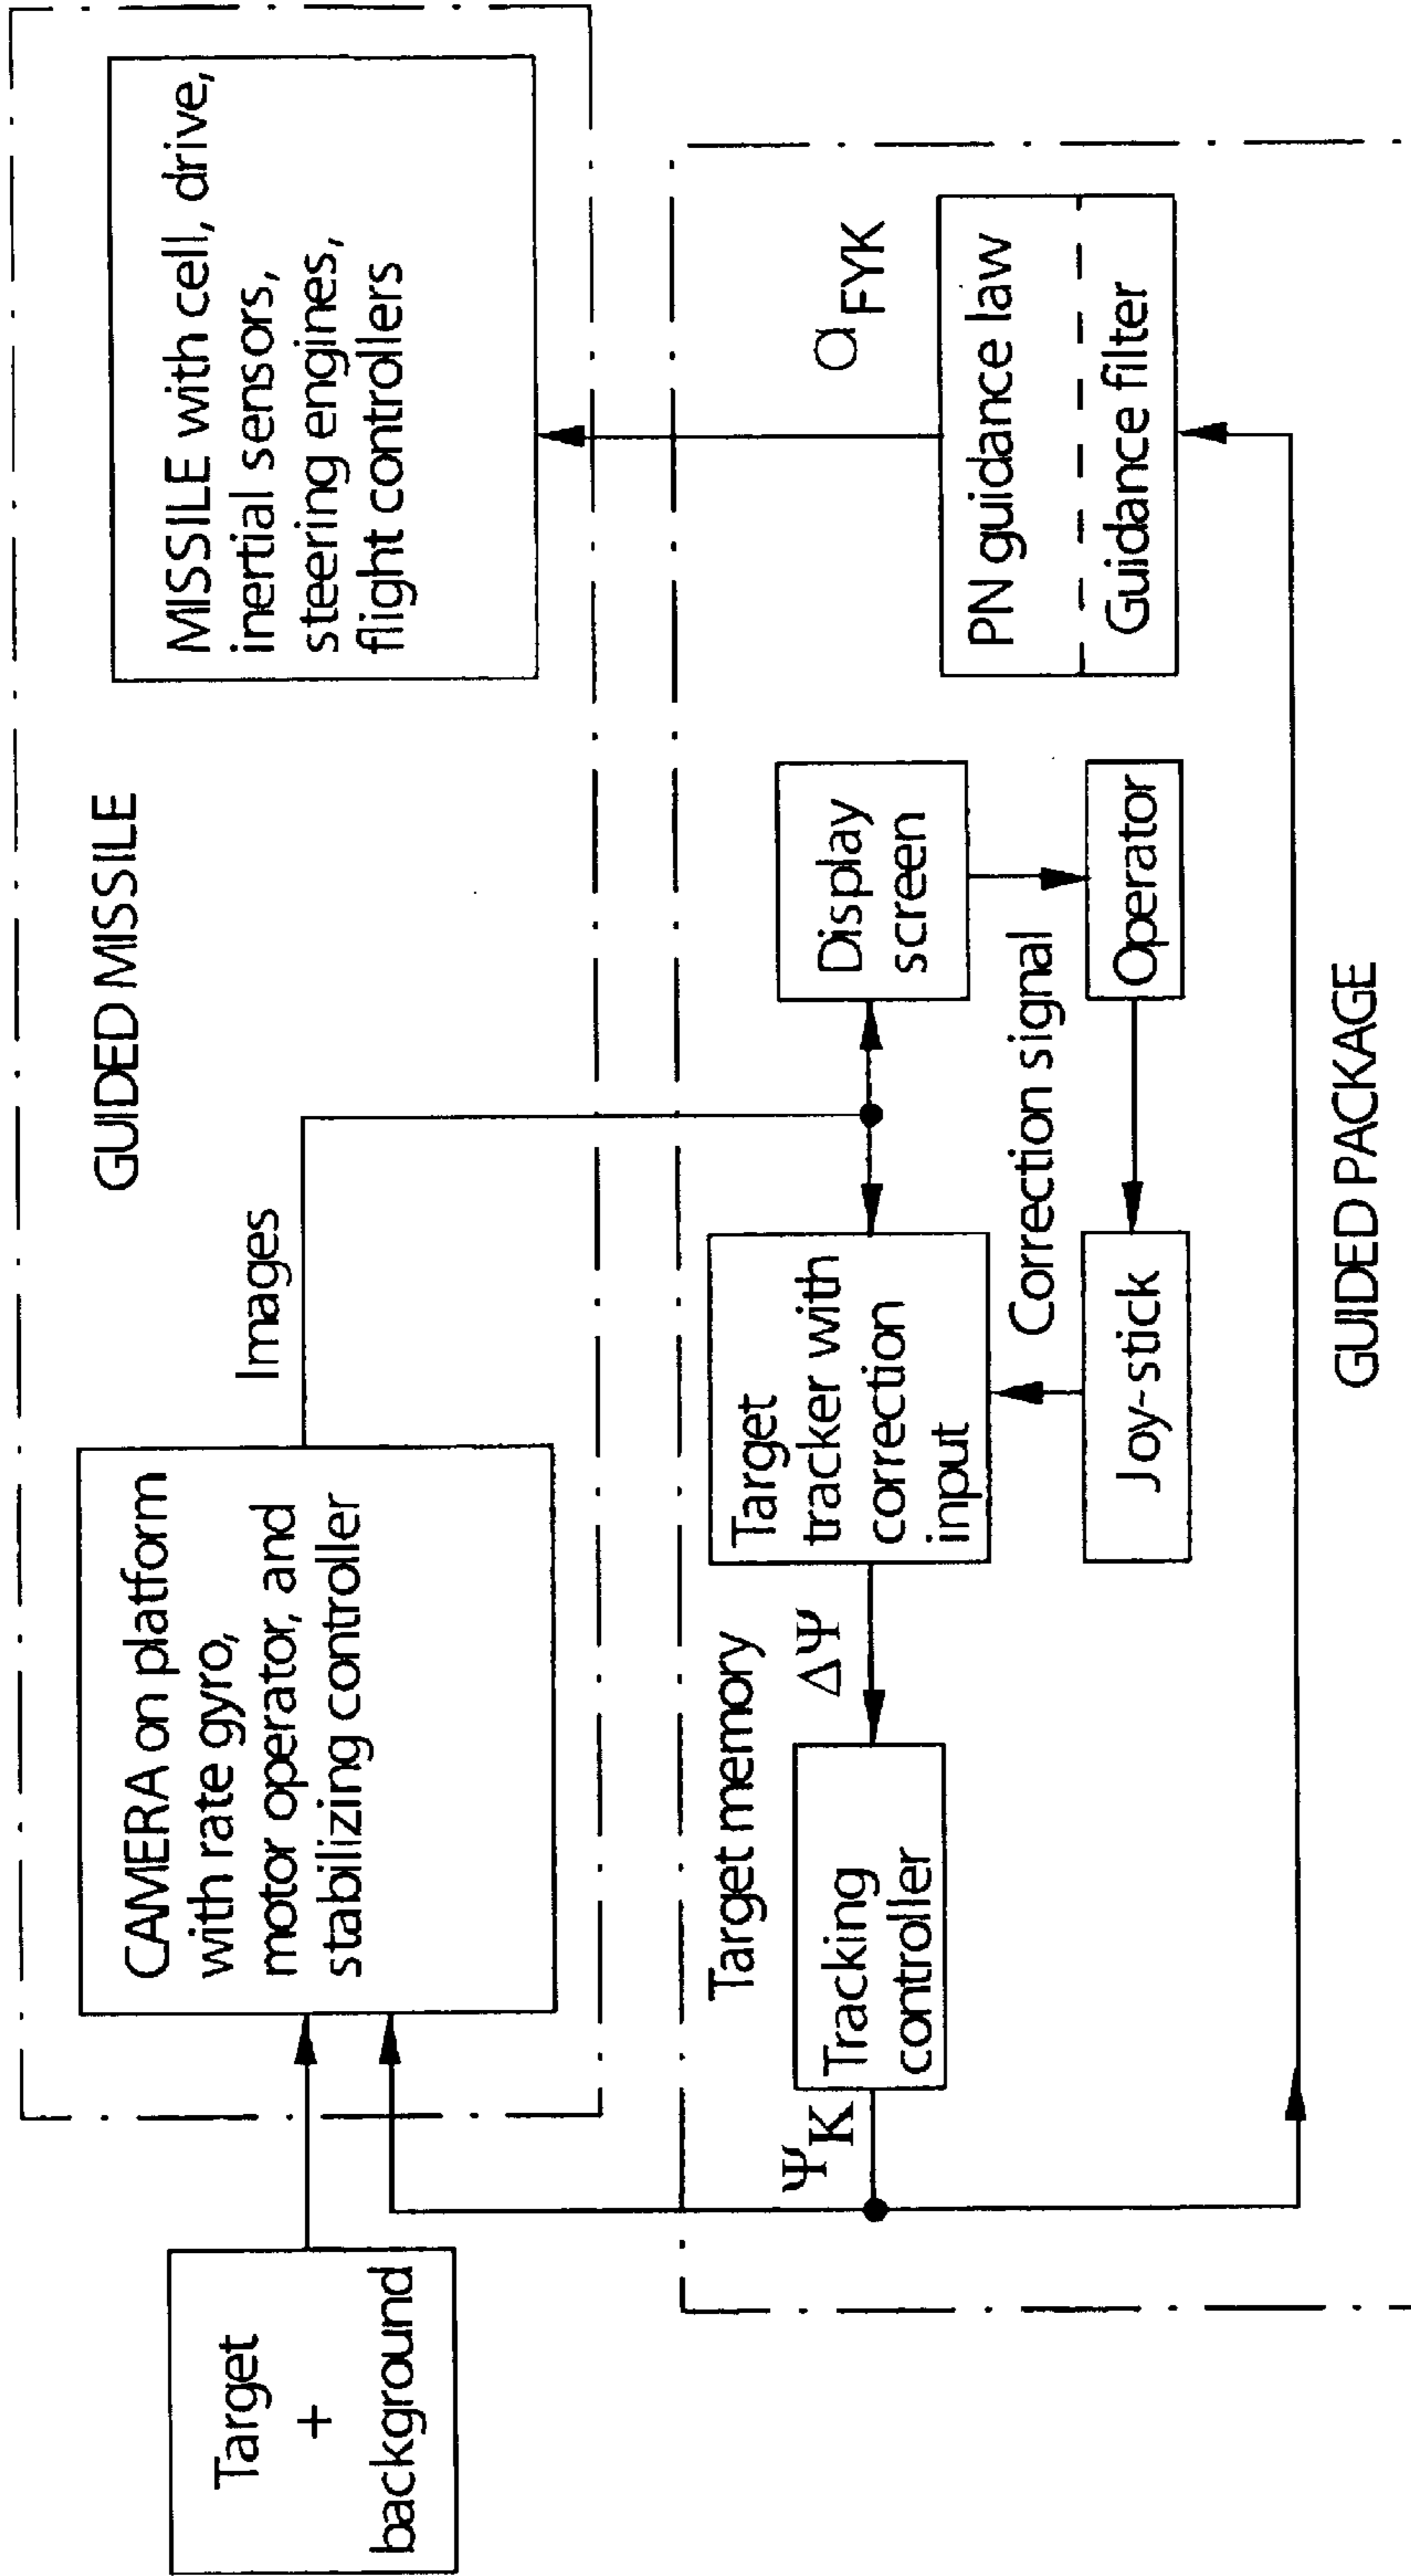 Target
+
background
CAMERA on platform
with rate gyro,
motor operator, and
stabilizing controller
Images
GUIDED MISSILE
MISSILE with cell, drive,
inertial sensors,
steering engines,
flight controllers
Target memory
Ψ̇K
Tracking
controller
ΔΨ
Target
tracker with
correction
input
Display
screen
Correction signal
Joy-stick
Operator
aFYK
PN guidance law
Guidance filter
GUIDED PACKAGE